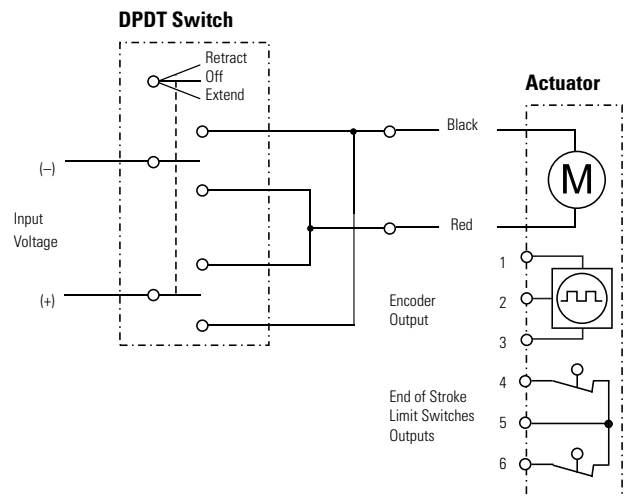 DPDT Switch
Retract
Off
Extend
Actuator
Black
(–)
M
Input
Voltage
Red
1
(+)
Encoder
Output
2
3
End of Stroke
Limit Switches
Outputs
4
5
6